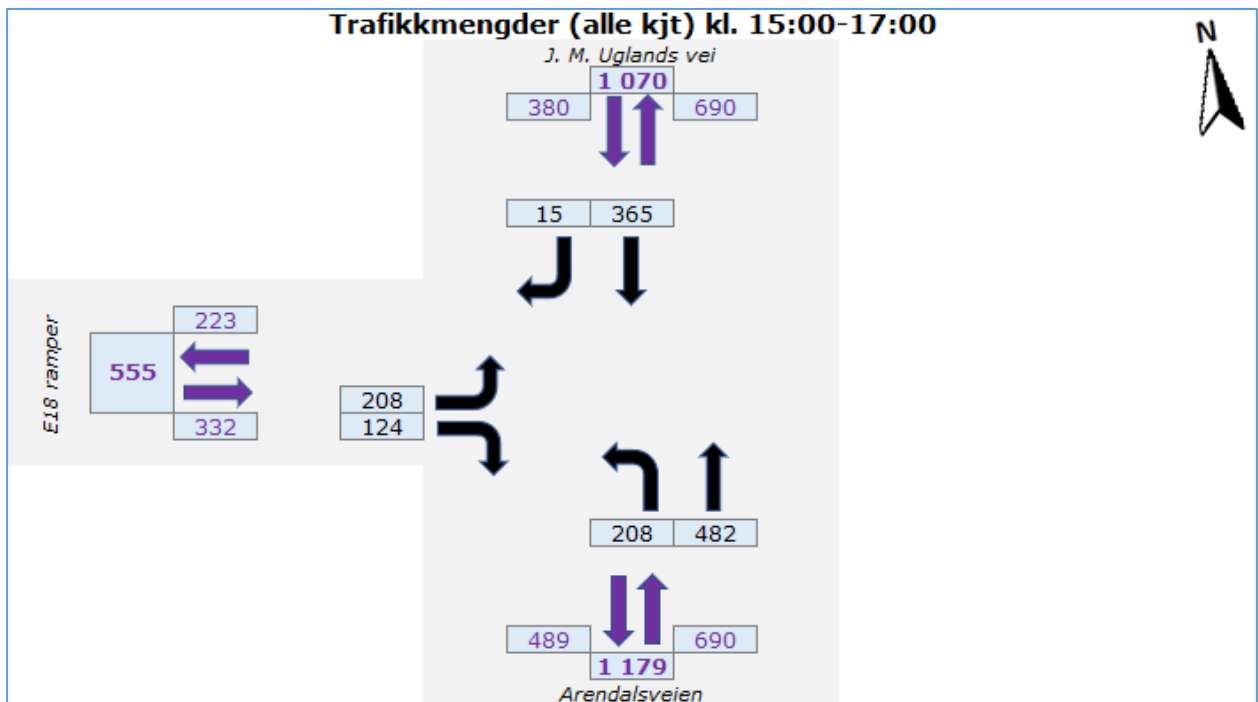 Trafikkmengder (alle kjt) kl. 15:00-17:00
N
J. M. Uglands vei
1 070
380 690
15 365
E18 ramper
223
555
332
208
124
208 482
489 690
1 179
Arendalsveien